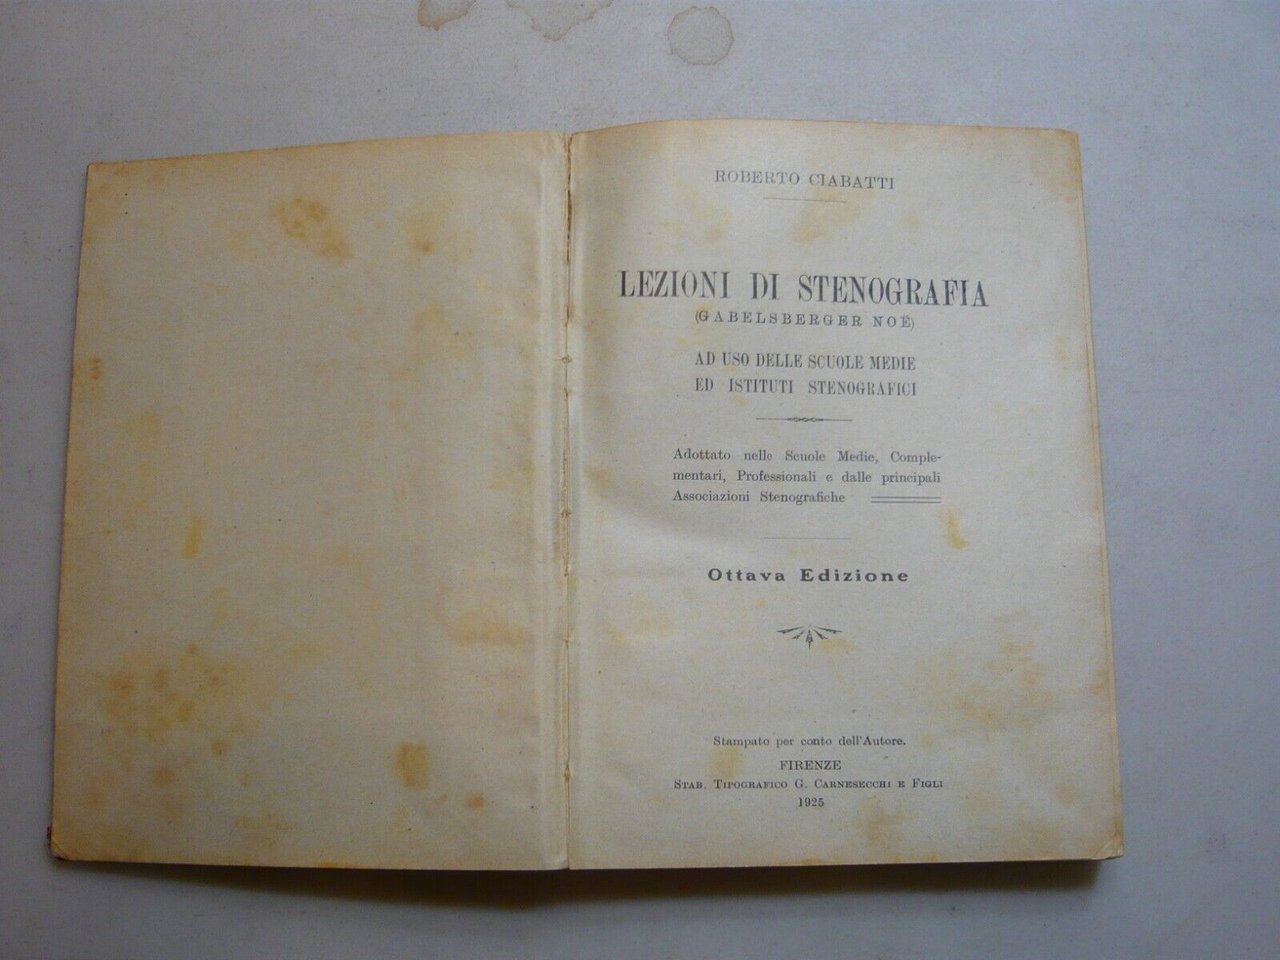 ROBERTO CIABATTI
LEZIONI DI STENOGRAFIA
(GABELSBERGER NOË)
AD USO DELLE SCUOLE MEDIE
ED ISTITUTI STENOGRAFICI
Adottato nelle Scuole Medie, Comple-
mentari, Professionali e dalle principali
Associazioni Stenografiche
Ottava Edizione
Stampato per conto dell'Autore.
FIRENZE
STAB. TIPOGRAFICO G. CARNESECCHI E FIGLI
1925